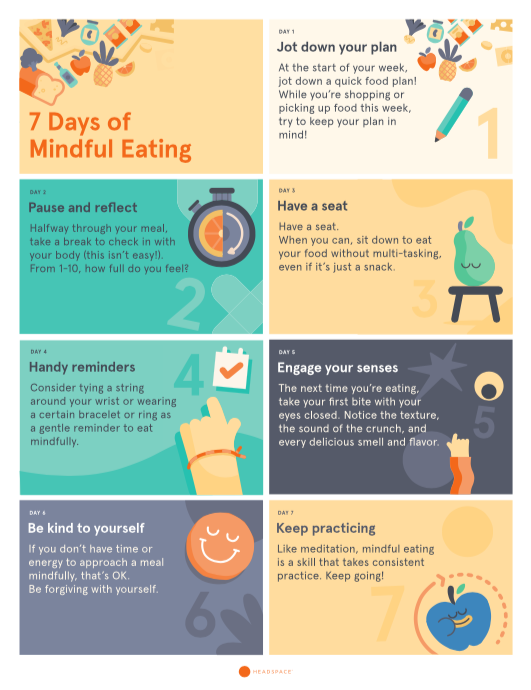 7 Days of
Mindful Eating
DAY 1
Jot down your plan
At the start of your week,
jot down a quick food plan!
While you're shopping or
picking up food this week,
try to keep your plan in
mind!
1
DAY 2
Pause and reflect
Halfway through your meal,
take a break to check in with
your body (this isn't easy!).
From 1-10, how full do you feel?
2
DAY 3
Have a seat
Have a seat.
When you can, sit down to eat
your food without multi-tasking,
even if it's just a snack.
3
DAY 4
Handy reminders
Consider tying a string
around your wrist or wearing
a certain bracelet or ring as
a gentle reminder to eat
mindfully.
4
DAY 5
Engage your senses
The next time you're eating,
take your first bite with your
eyes closed. Notice the texture,
the sound of the crunch, and
every delicious smell and flavor.
5
DAY 6
Be kind to yourself
If you don't have time or
energy to approach a meal
mindfully, that's OK.
Be forgiving with yourself.
6
DAY 7
Keep practicing
Like meditation, mindful eating
is a skill that takes consistent
practice. Keep going!
7
HEADSPACE